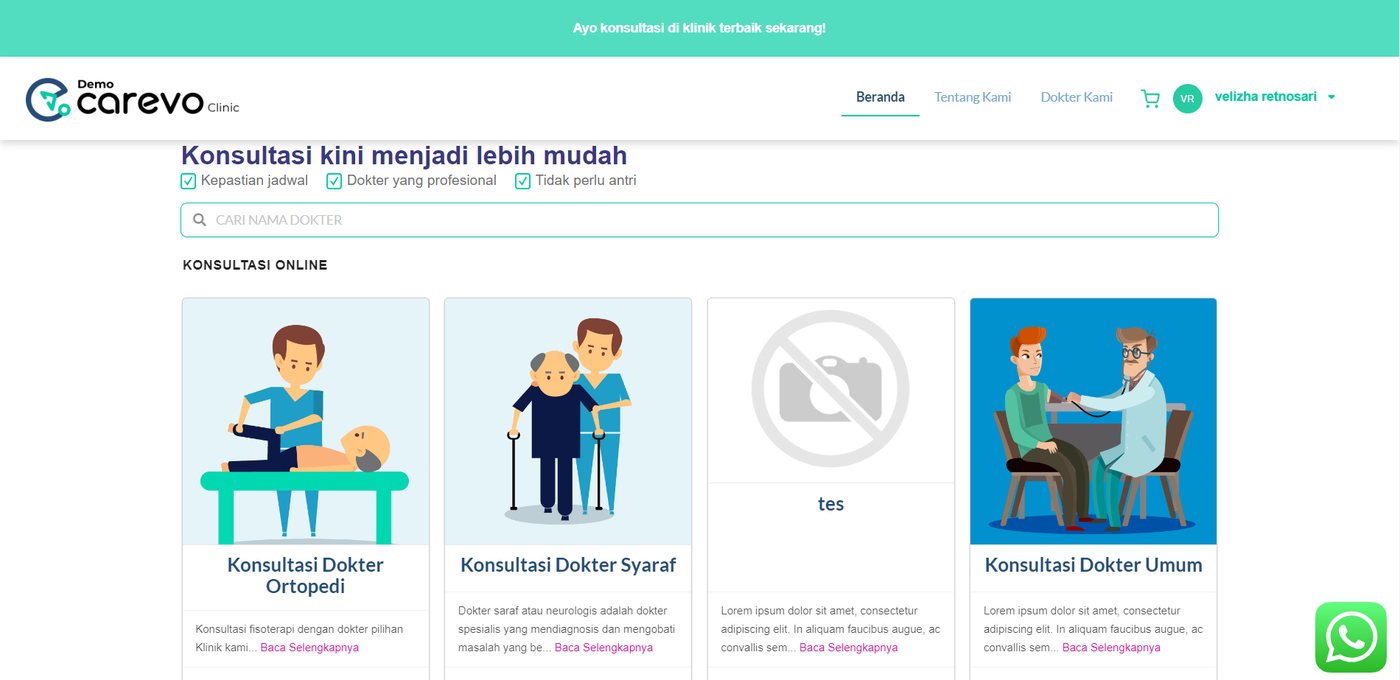 Ayo konsultasi di klinik terbaik sekarang!
Demo
carevo Clinic
Beranda
Tentang Kami
Dokter Kami
VR
velizha retnosari
Konsultasi kini menjadi lebih mudah
Kepastian jadwal
Dokter yang profesional
Tidak perlu antri
CARI NAMA DOKTER
KONSULTASI ONLINE
Konsultasi Dokter
Ortopedi
Konsultasi fisoterapi dengan dokter pilihan
Klinik kami... Baca Selengkapnya
Konsultasi Dokter Syaraf
Dokter saraf atau neurologis adalah dokter
spesialis yang mendiagnosis dan mengobati
masalah yang be... Baca Selengkapnya
tes
Lorem ipsum dolor sit amet, consectetur
adipiscing elit. In aliquam faucibus augue, ac
convallis sem... Baca Selengkapnya
Konsultasi Dokter Umum
Lorem ipsum dolor sit amet, consectetur
adipiscing elit. In aliquam faucibus augue, ac
convallis sem... Baca Selengkapnya